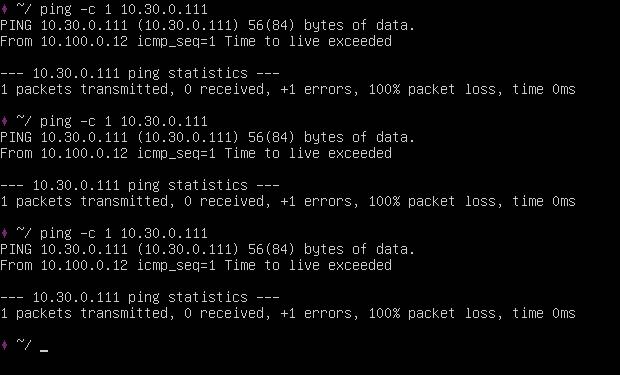 ♦ ~/ ping -c 1 10.30.0.111
PING 10.30.0.111 (10.30.0.111) 56(84) bytes of data.
From 10.100.0.12 icmp_seq=1 Time to live exceeded
--- 10.30.0.111 ping statistics ---
1 packets transmitted, 0 received, +1 errors, 100% packet loss, time 0ms
♦ ~/ ping -c 1 10.30.0.111
PING 10.30.0.111 (10.30.0.111) 56(84) bytes of data.
From 10.100.0.12 icmp_seq=1 Time to live exceeded
--- 10.30.0.111 ping statistics ---
1 packets transmitted, 0 received, +1 errors, 100% packet loss, time 0ms
♦ ~/ ping -c 1 10.30.0.111
PING 10.30.0.111 (10.30.0.111) 56(84) bytes of data.
From 10.100.0.12 icmp_seq=1 Time to live exceeded
--- 10.30.0.111 ping statistics ---
1 packets transmitted, 0 received, +1 errors, 100% packet loss, time 0ms
♦ ~/ _